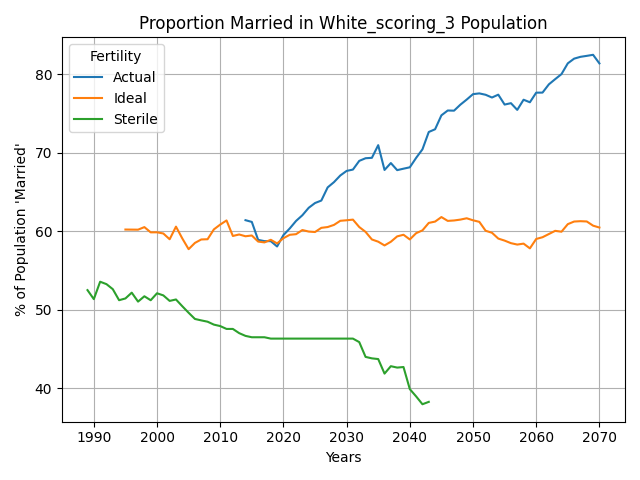 Proportion Married in White_scoring_3 Population
Fertility
Actual
Ideal
Sterile
% of Population 'Married'
80
70
60
50
40
1990 2000 2010 2020 2030 2040 2050 2060 2070
Years